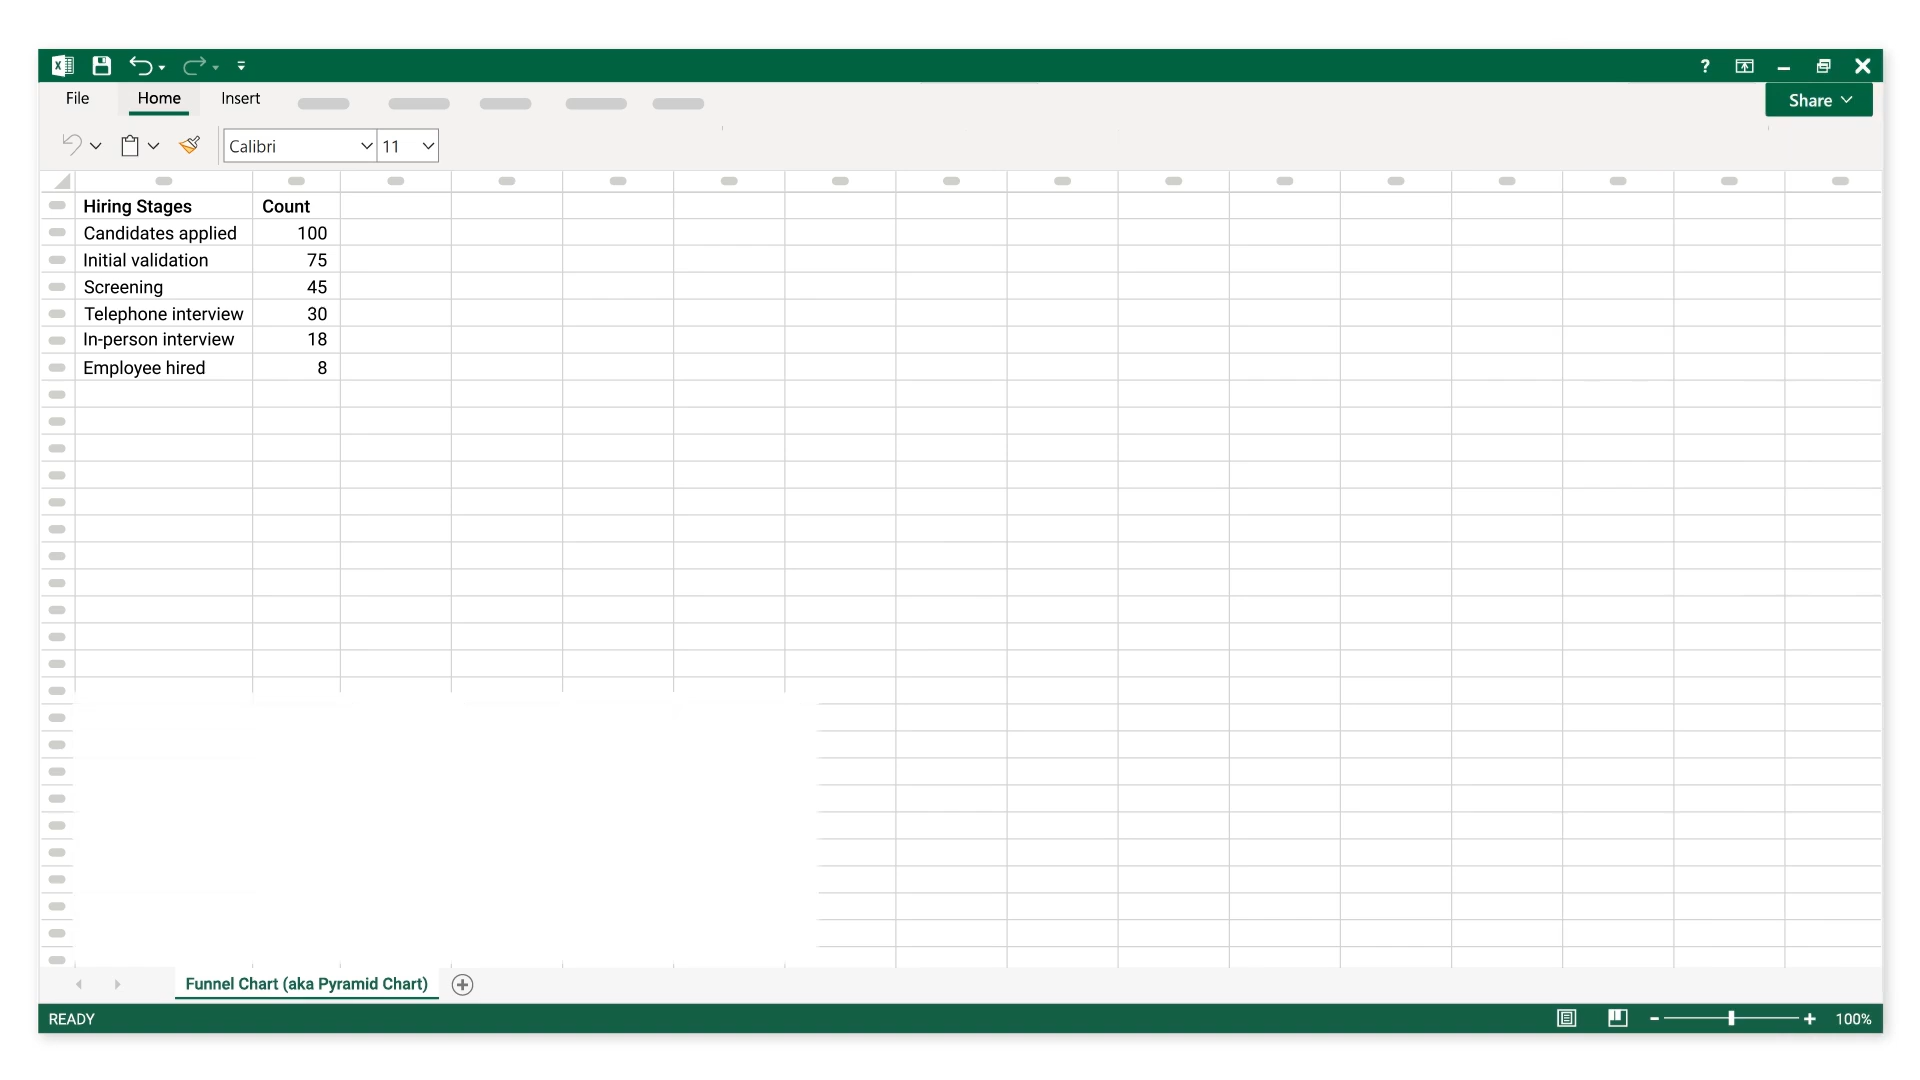 File Home Insert
Share
Calibri 11
Hiring Stages Count
Candidates applied 100
Initial validation 75
Screening 45
Telephone interview 30
In-person interview 18
Employee hired 8
Funnel Chart (aka Pyramid Chart)
READY 100%